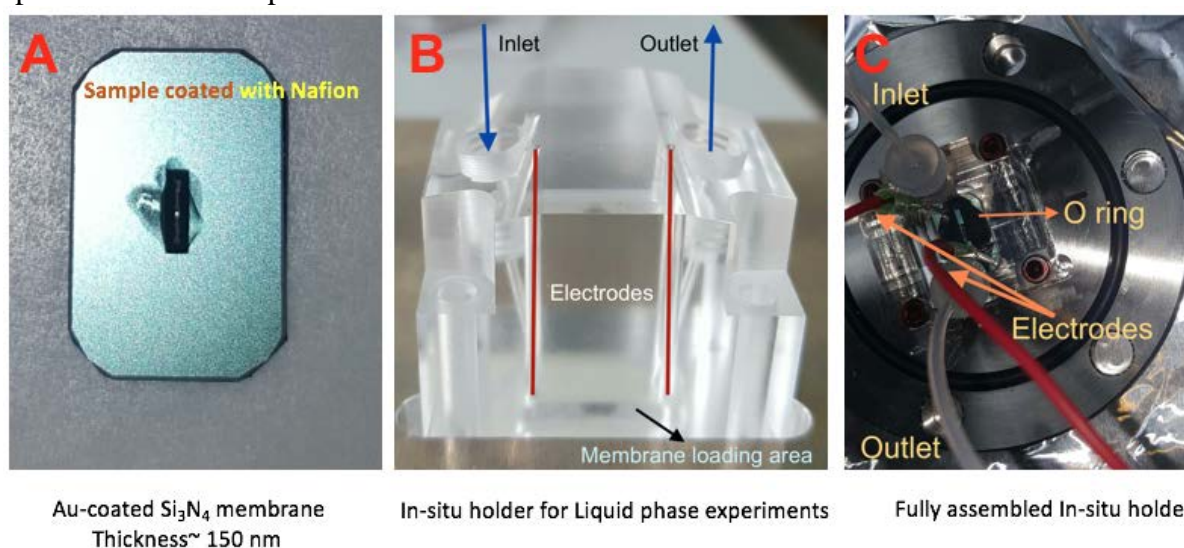 A
Sample coated with Nafion
B
Inlet
Outlet
Electrodes
Membrane loading area
C
Inlet
O ring
Electrodes
Outlet
Au-coated Si₃N₄ membrane
Thickness~ 150 nm
In-situ holder for Liquid phase experiments
Fully assembled In-situ holde